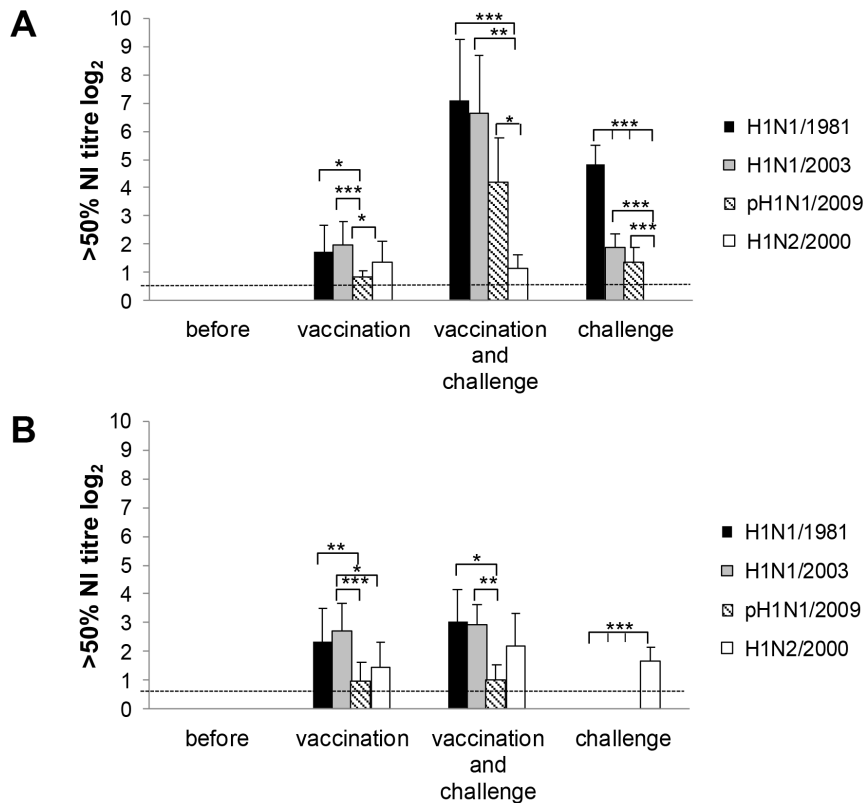 A
>50% NI titre log2
10
9
8
7
6
5
4
3
2
1
0
*
***
*
***
**
*
***
***
***
before
vaccination
vaccination
and
challenge
challenge
H1N1/1981
H1N1/2003
pH1N1/2009
H1N2/2000
B
>50% NI titre log2
10
9
8
7
6
5
4
3
2
1
0
**
*
***
*
**
***
before
vaccination
vaccination
and
challenge
challenge
H1N1/1981
H1N1/2003
pH1N1/2009
H1N2/2000